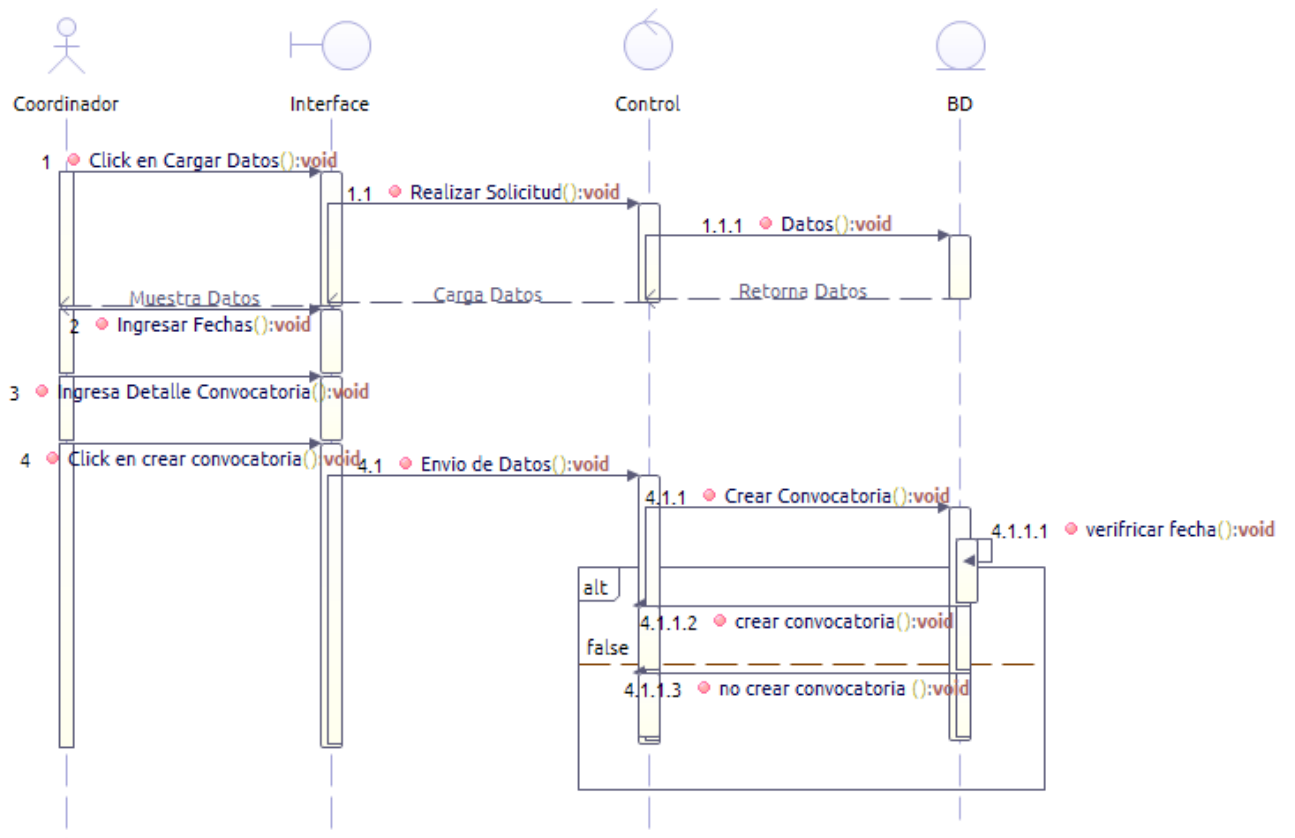 Coordinador Interface Control BD
1 Click en Cargar Datos():void
1.1 Realizar Solicitud():void
1.1.1 Datos():void
Muestra Datos Carga Datos Retorna Datos
2 Ingresar Fechas():void
3 Ingresa Detalle Convocatoria():void
4 Click en crear convocatoria():void
4.1 Envio de Datos():void
4.1.1 Crear Convocatoria():void
4.1.1.1 verifricar fecha():void
alt
4.1.1.2 crear convocatoria():void
false
4.1.1.3 no crear convocatoria ():void